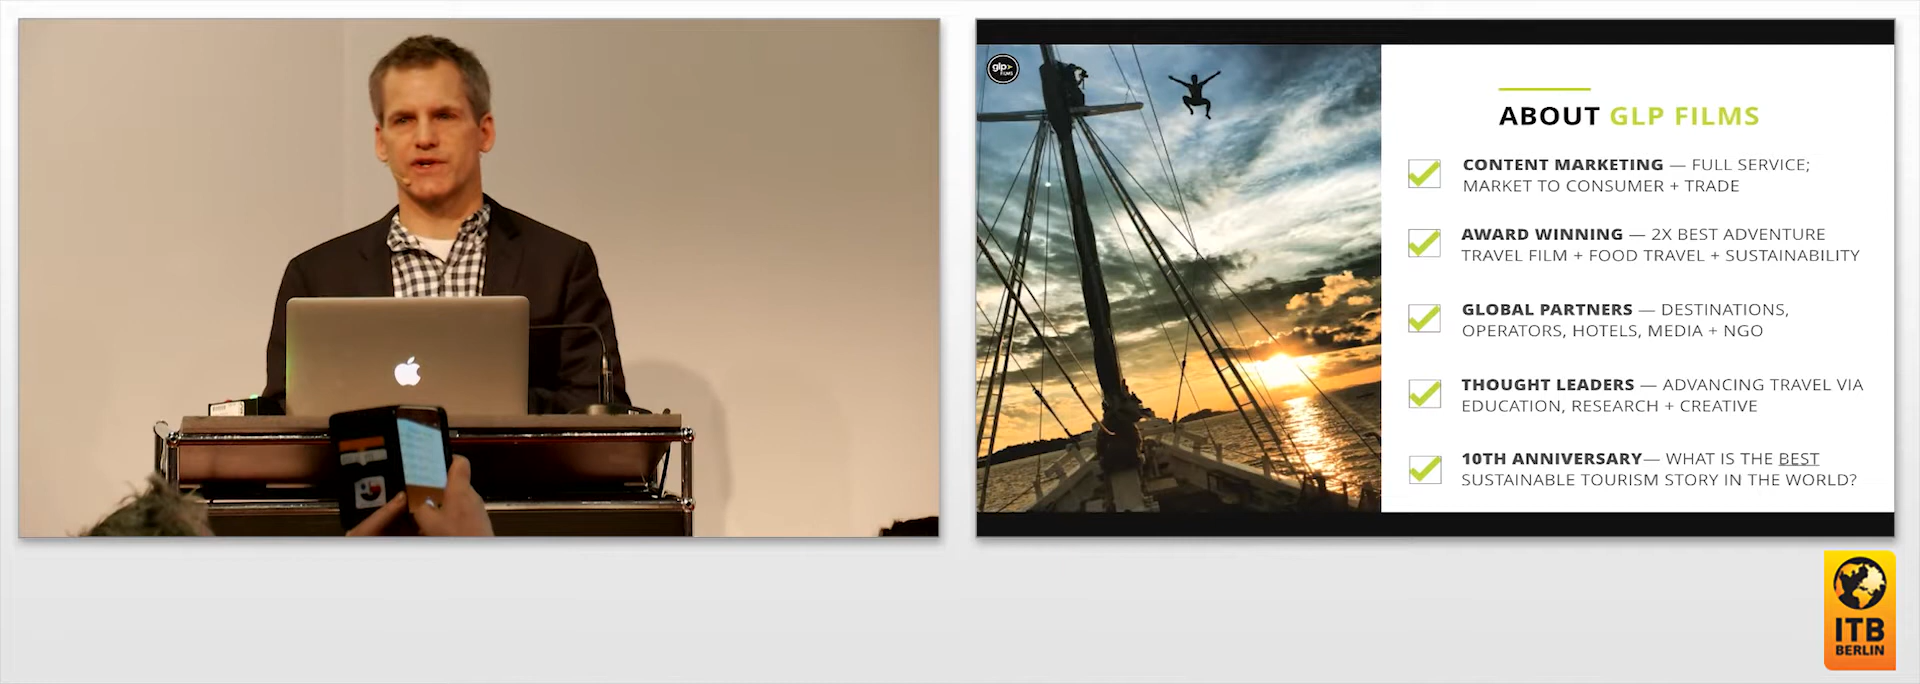 glp
FILMS
ABOUT GLP FILMS
CONTENT MARKETING — FULL SERVICE;
MARKET TO CONSUMER + TRADE
AWARD WINNING — 2X BEST ADVENTURE
TRAVEL FILM + FOOD TRAVEL + SUSTAINABILITY
GLOBAL PARTNERS — DESTINATIONS,
OPERATORS, HOTELS, MEDIA + NGO
THOUGHT LEADERS — ADVANCING TRAVEL VIA
EDUCATION, RESEARCH + CREATIVE
10TH ANNIVERSARY— WHAT IS THE BEST
SUSTAINABLE TOURISM STORY IN THE WORLD?
ITB
BERLIN